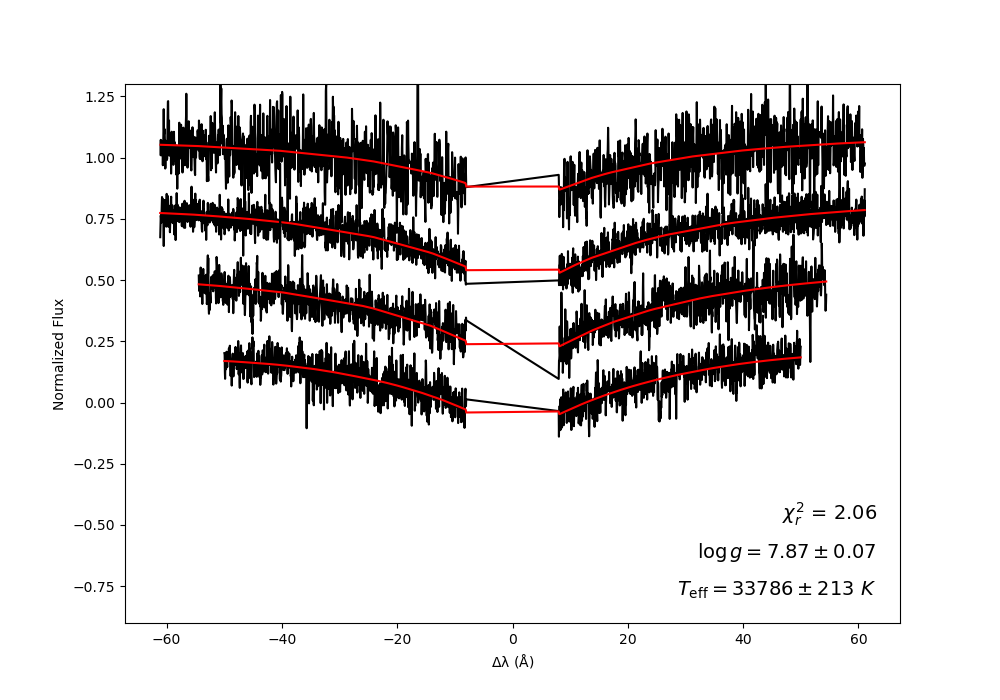 1.25
1.00
0.75
0.50
0.25
0.00
−0.25
−0.50
−0.75
Normalized Flux
χ²ᵣ = 2.06
log g = 7.87 ± 0.07
T_eff = 33786 ± 213 K
−60 −40 −20 0 20 40 60
Δλ (Å)